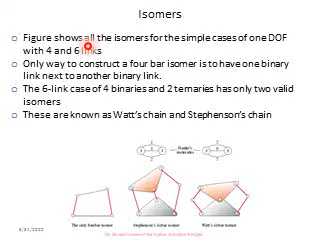 Isomers
Figure shows all the isomers for the simple cases of one DOF
with 4 and 6 links
Only way to construct a four bar isomer is to have one binary
link next to another binary link.
The 6-link case of 4 binaries and 2 ternaries has only two valid
isomers
These are known as Watt's chain and Stephenson's chain
Franke's
molecules
The only fourbar isomer
Stephenson's sixbar isomer
Watt's sixbar isomer